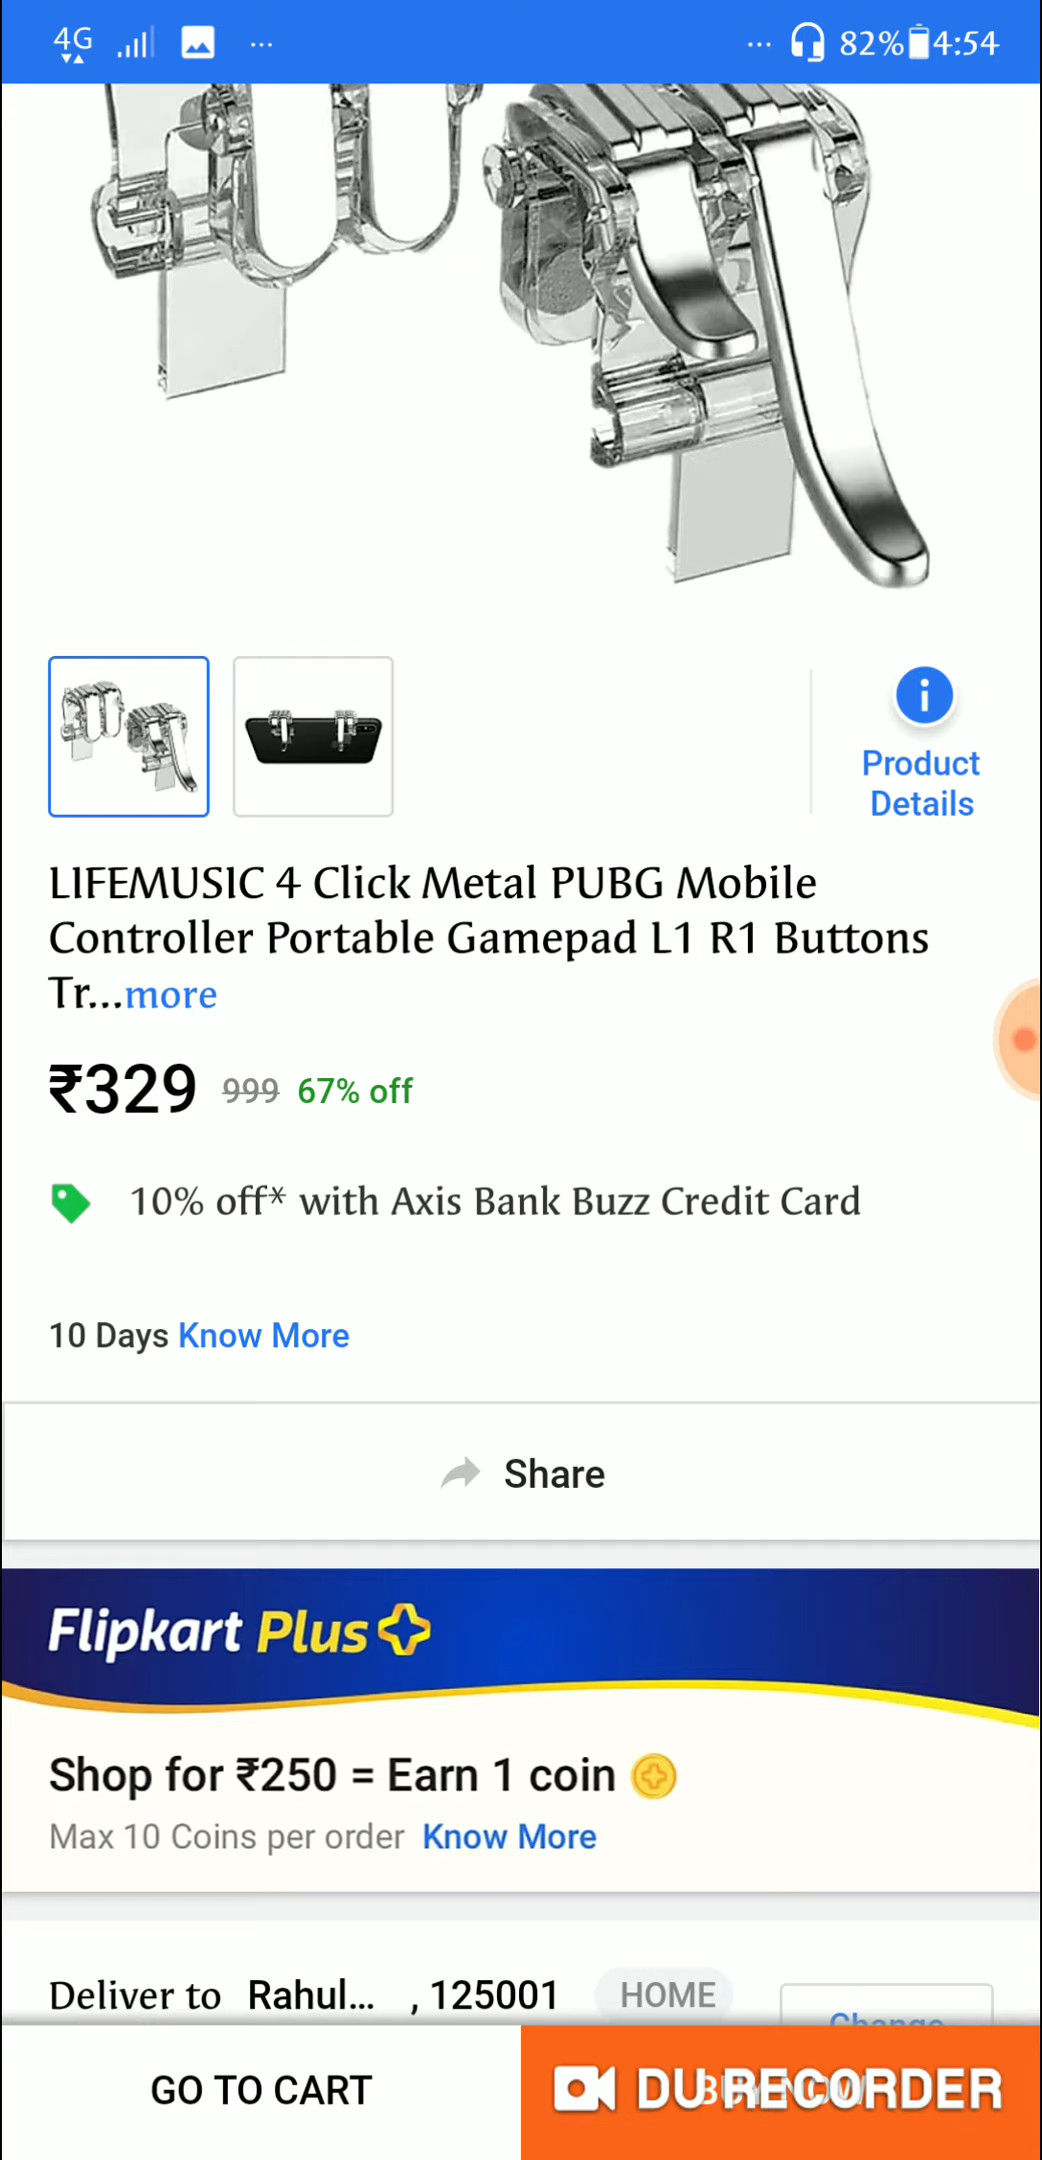 4G ... ... 82% 4:54
Product
Details
LIFEMUSIC 4 Click Metal PUBG Mobile
Controller Portable Gamepad L1 R1 Buttons
Tr...more
₹329 999 67% off
10% off* with Axis Bank Buzz Credit Card
10 Days Know More
Share
Flipkart Plus
Shop for ₹250 = Earn 1 coin
Max 10 Coins per order Know More
Deliver to Rahul... , 125001 HOME
Change
GO TO CART
BUY NOW
DU RECORDER